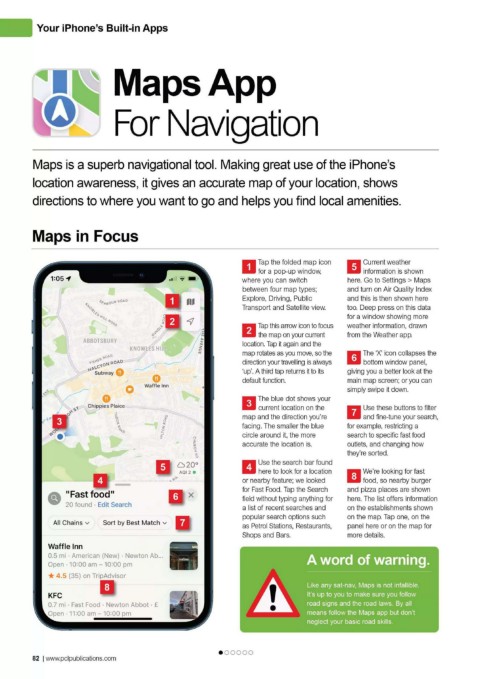 Your iPhone's Built-in Apps
Maps App
For Navigation
Maps is a superb navigational tool. Making great use of the iPhone's
location awareness, it gives an accurate map of your location, shows
directions to where you want to go and helps you find local amenities.
Maps in Focus
1:05
1
2
ABBOTSBURY
KNOWLES HILL
HALCYON ROAD
Subway
Waffle Inn
Chippies Plaice
3
5
20°
AQI 2
4
"Fast food"
20 found · Edit Search
6
All Chains
Sort by Best Match
7
Waffle Inn
0.5 mi · American (New) · Newton Ab...
Open · 10:00 am – 10:00 pm
★ 4.5 (35) on TripAdvisor
8
KFC
0.7 mi · Fast Food · Newton Abbot · £
Open · 11:00 am – 10:00 pm
1 Tap the folded map icon
for a pop-up window,
where you can switch
between four map types;
Explore, Driving, Public
Transport and Satellite view.
2 Tap this arrow icon to focus
the map on your current
location. Tap it again and the
map rotates as you move, so the
direction your travelling is always
'up'. A third tap returns it to its
default function.
3 The blue dot shows your
current location on the
map and the direction you're
facing. The smaller the blue
circle around it, the more
accurate the location is.
4 Use the search bar found
here to look for a location
or nearby feature; we looked
for Fast Food. Tap the Search
field without typing anything for
a list of recent searches and
popular search options such
as Petrol Stations, Restaurants,
Shops and Bars.
5 Current weather
information is shown
here. Go to Settings > Maps
and turn on Air Quality Index
and this is then shown here
too. Deep press on this data
for a window showing more
weather information, drawn
from the Weather app.
6 The 'X' icon collapses the
bottom window panel,
giving you a better look at the
main map screen; or you can
simply swipe it down.
7 Use these buttons to filter
and fine-tune your search,
for example, restricting a
search to specific fast food
outlets, and changing how
they're sorted.
8 We're looking for fast
food, so nearby burger
and pizza places are shown
here. The list offers information
on the establishments shown
on the map. Tap one, on the
panel here or on the map for
more details.
A word of warning.
Like any sat-nav, Maps is not infallible.
It's up to you to make sure you follow
road signs and the road laws. By all
means follow the Maps app but don't
neglect your basic road skills.
82 | www.pclpublications.com